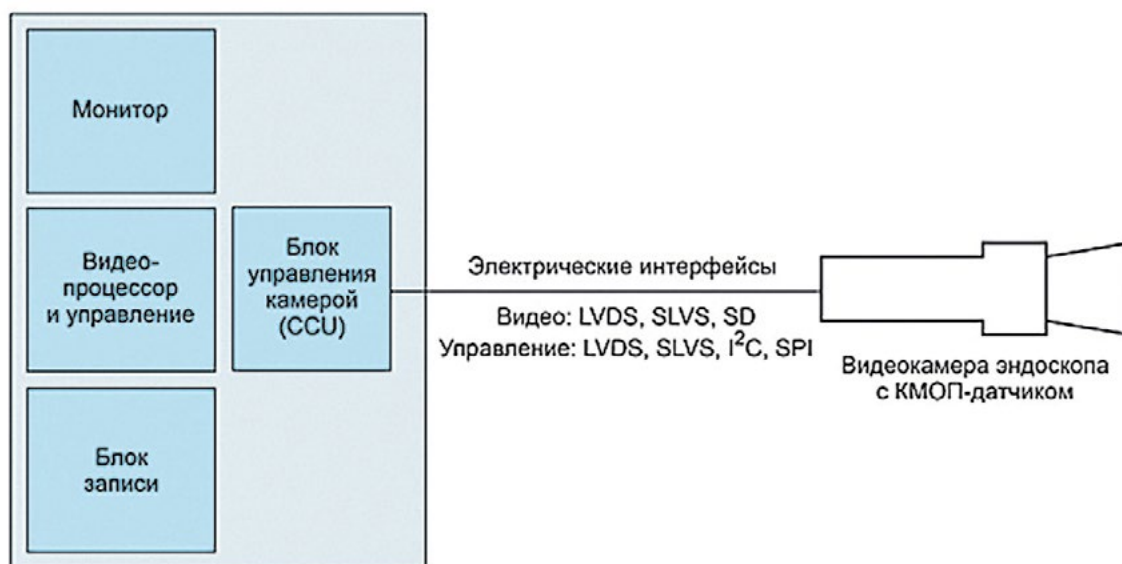 Монитор
Видео-
процессор
и управление
Блок
управления
камерой
(CCU)
Блок
записи
Электрические интерфейсы
Видео: LVDS, SLVS, SD
Управление: LVDS, SLVS, I²C, SPI
Видеокамера эндоскопа
с КМОП-датчиком